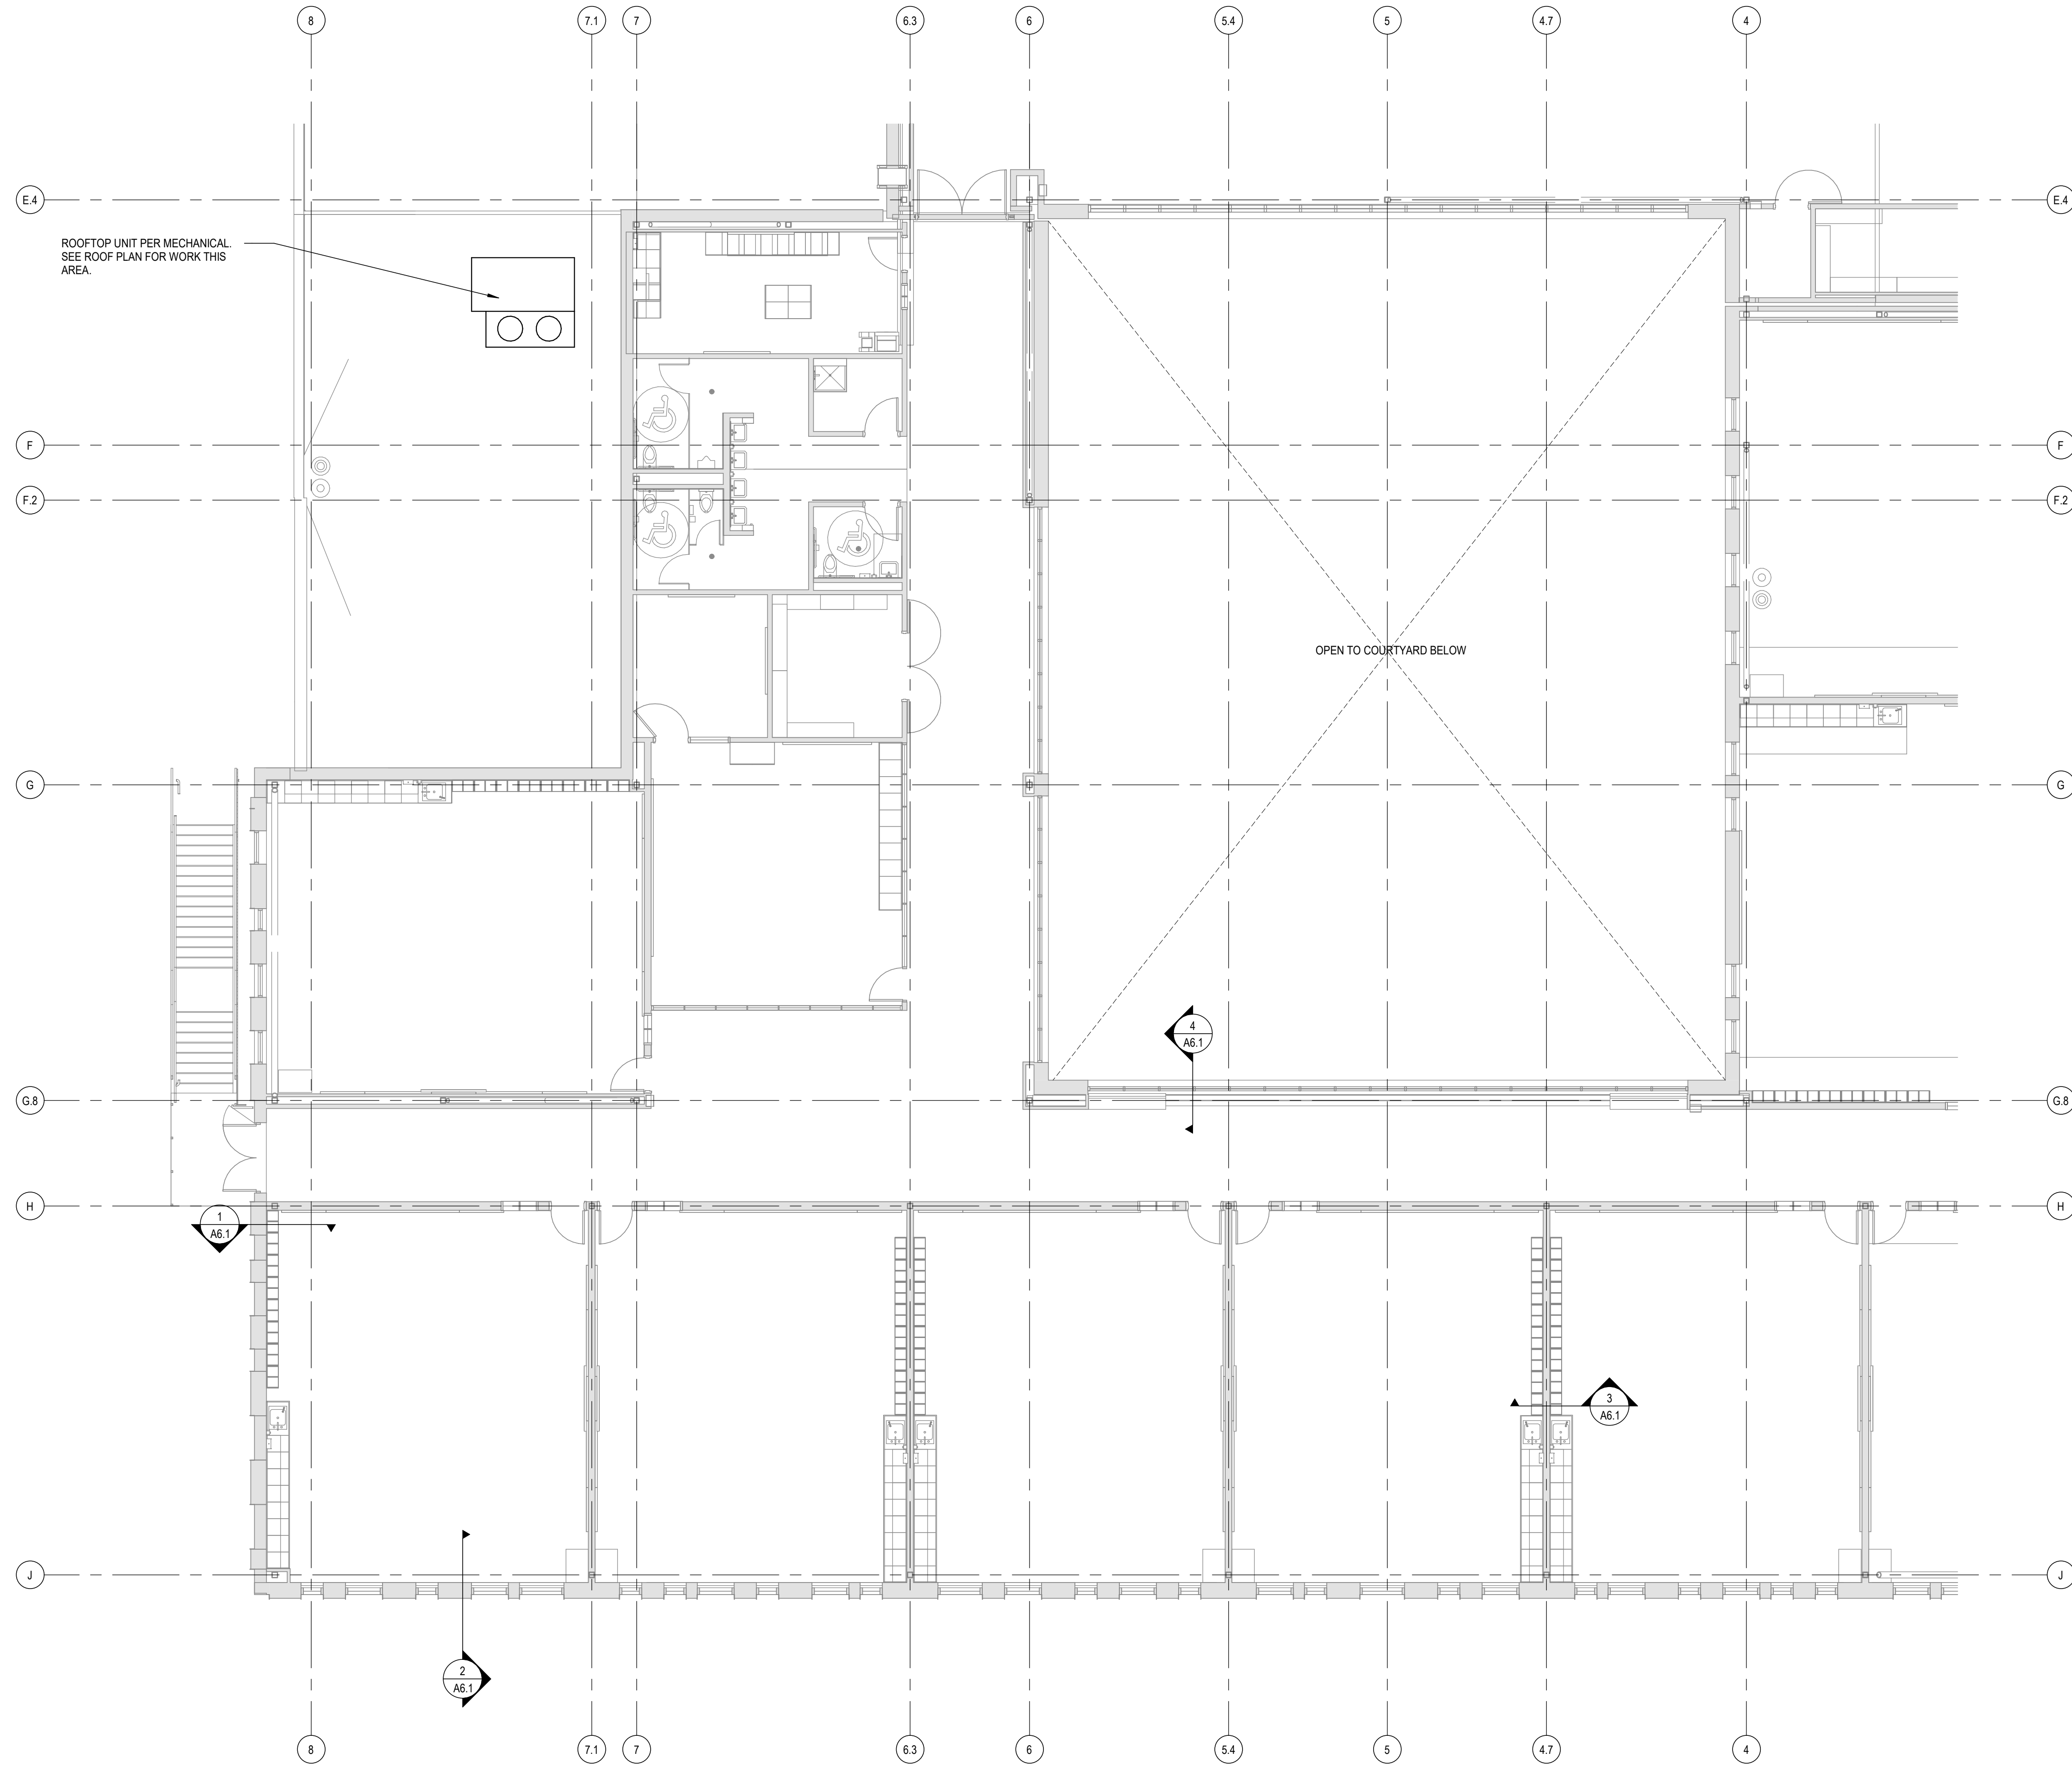 8
7.1
7
6.3
6
5.4
5
4.7
4
E.4
E.4
ROOFTOP UNIT PER MECHANICAL.
SEE ROOF PLAN FOR WORK THIS
AREA.
F
F
F.2
F.2
OPEN TO COURTYARD BELOW
G
G
4
A6.1
G.8
G.8
H
H
1
A6.1
3
A6.1
J
J
2
A6.1
8
7.1
7
6.3
6
5.4
5
4.7
4